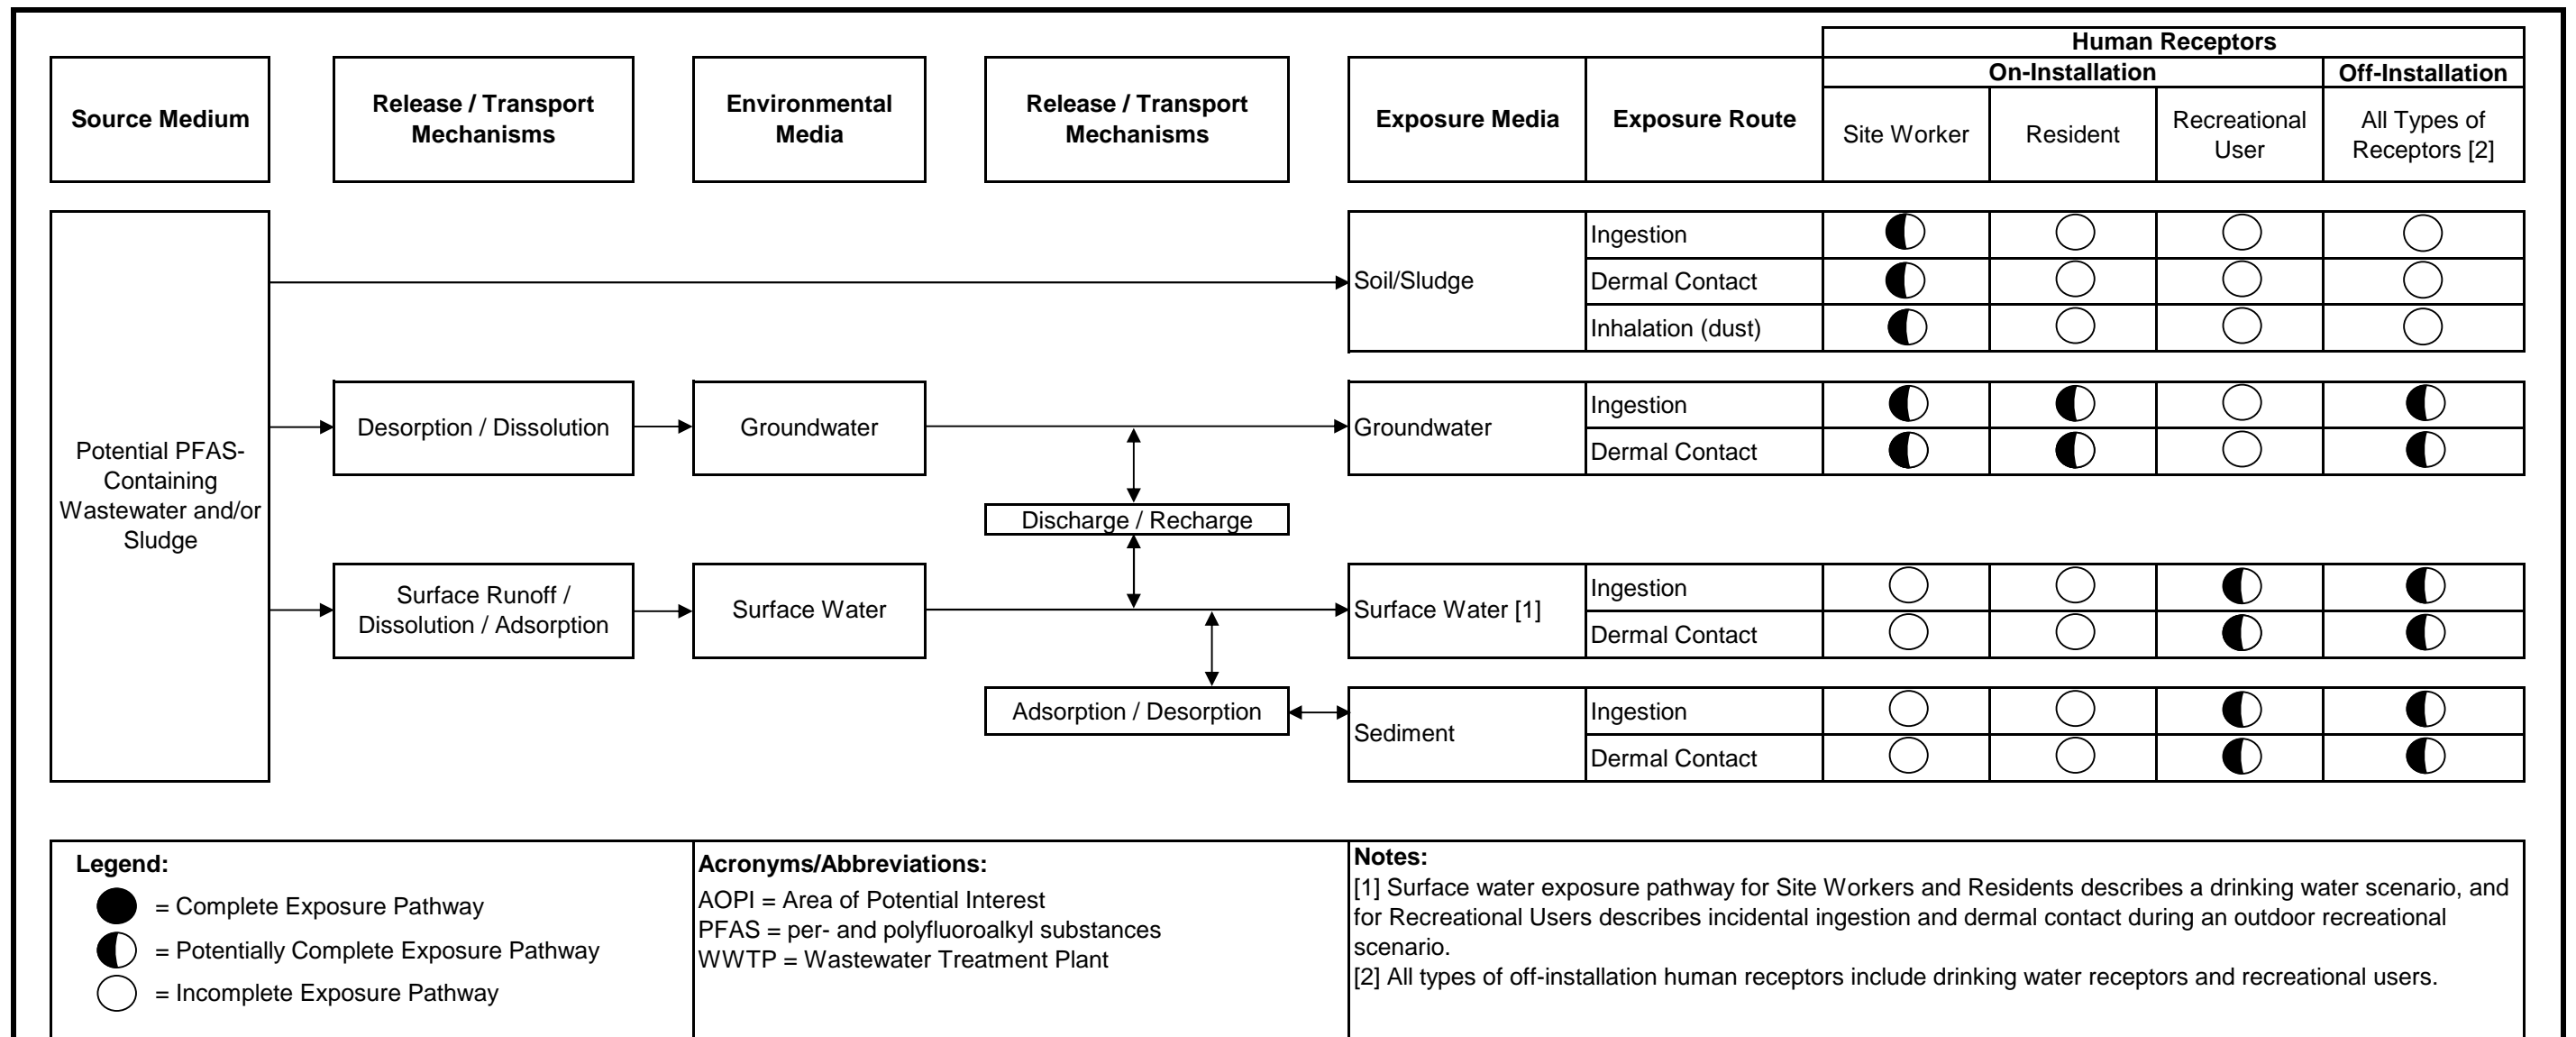 Human Receptors
On-Installation
Off-Installation
Source Medium
Release / Transport
Mechanisms
Environmental
Media
Release / Transport
Mechanisms
Exposure Media
Exposure Route
Site Worker
Resident
Recreational
User
All Types of
Receptors [2]
Potential PFAS-
Containing
Wastewater and/or
Sludge
Soil/Sludge
Ingestion
Dermal Contact
Inhalation (dust)
Desorption / Dissolution
Groundwater
Groundwater
Ingestion
Dermal Contact
Discharge / Recharge
Surface Runoff /
Dissolution / Adsorption
Surface Water
Surface Water [1]
Ingestion
Dermal Contact
Adsorption / Desorption
Sediment
Ingestion
Dermal Contact
Legend:
= Complete Exposure Pathway
= Potentially Complete Exposure Pathway
= Incomplete Exposure Pathway
Acronyms/Abbreviations:
AOPI = Area of Potential Interest
PFAS = per- and polyfluoroalkyl substances
WWTP = Wastewater Treatment Plant
Notes:
[1] Surface water exposure pathway for Site Workers and Residents describes a drinking water scenario, and
for Recreational Users describes incidental ingestion and dermal contact during an outdoor recreational
scenario.
[2] All types of off-installation human receptors include drinking water receptors and recreational users.